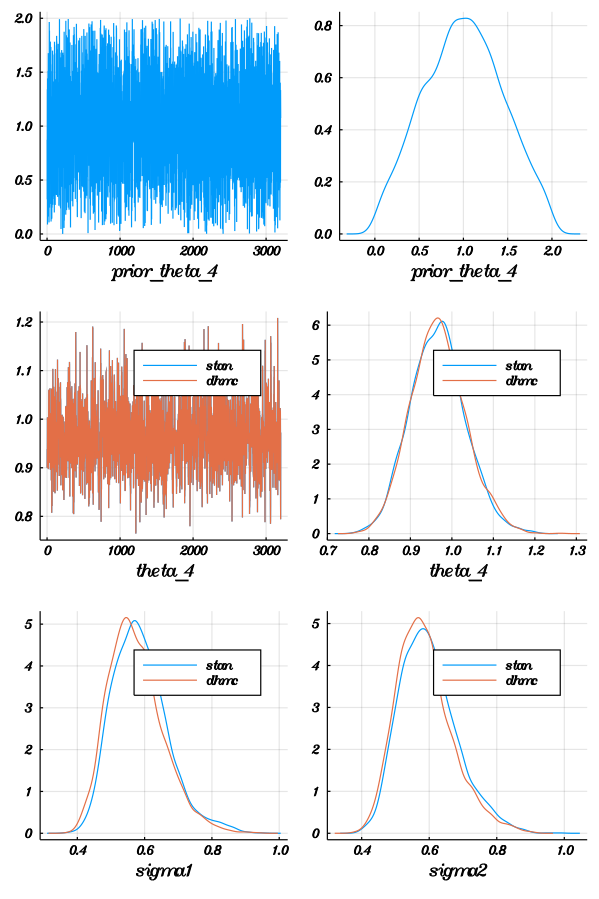 2.0
1.5
1.0
0.5
0.0
0 1000 2000 3000
prior_theta_4
0.8
0.6
0.4
0.2
0.0
0.0 0.5 1.0 1.5 2.0
prior_theta_4
1.2
1.1
1.0
0.9
0.8
stan
dhmc
0 1000 2000 3000
theta_4
6
5
4
3
2
1
0
stan
dhmc
0.7 0.8 0.9 1.0 1.1 1.2 1.3
theta_4
5
4
3
2
1
0
stan
dhmc
0.4 0.6 0.8 1.0
sigma1
5
4
3
2
1
0
stan
dhmc
0.4 0.6 0.8 1.0
sigma2